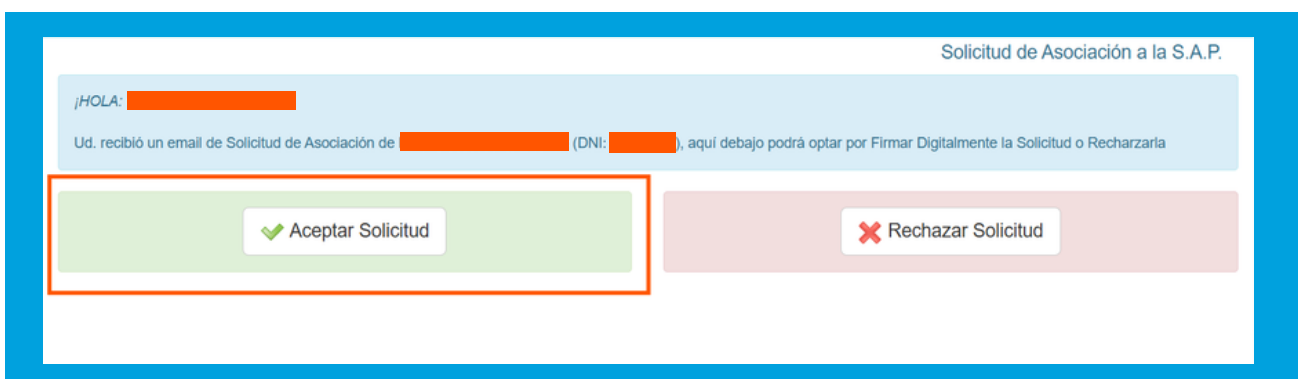 Solicitud de Asociación a la S.A.P.
¡HOLA:
Ud. recibió un email de Solicitud de Asociación de (DNI: ), aquí debajo podrá optar por Firmar Digitalmente la Solicitud o Recharzarla
Aceptar Solicitud
Rechazar Solicitud